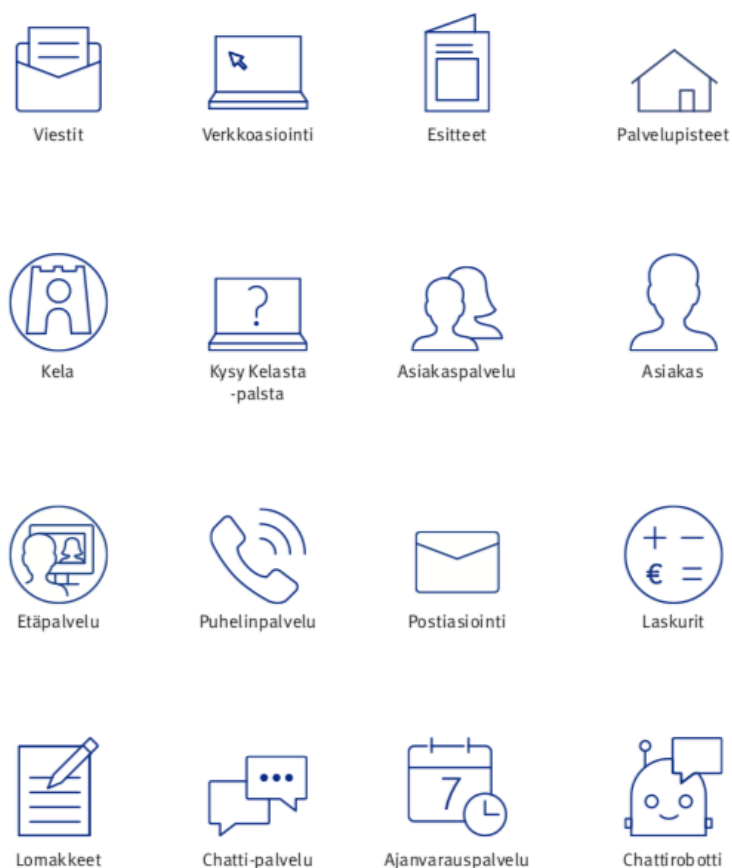 Viestit
Verkkoasiointi
Esitteet
Palvelupisteet
?
Kela
Kysy Kelasta
-palsta
Asiakaspalvelu
Asiakas
+ −
€ =
Etäpalvelu
Puhelinpalvelu
Postiasiointi
Laskurit
7
Lomakkeet
Chatti-palvelu
Ajanvarauspalvelu
Chattirobotti